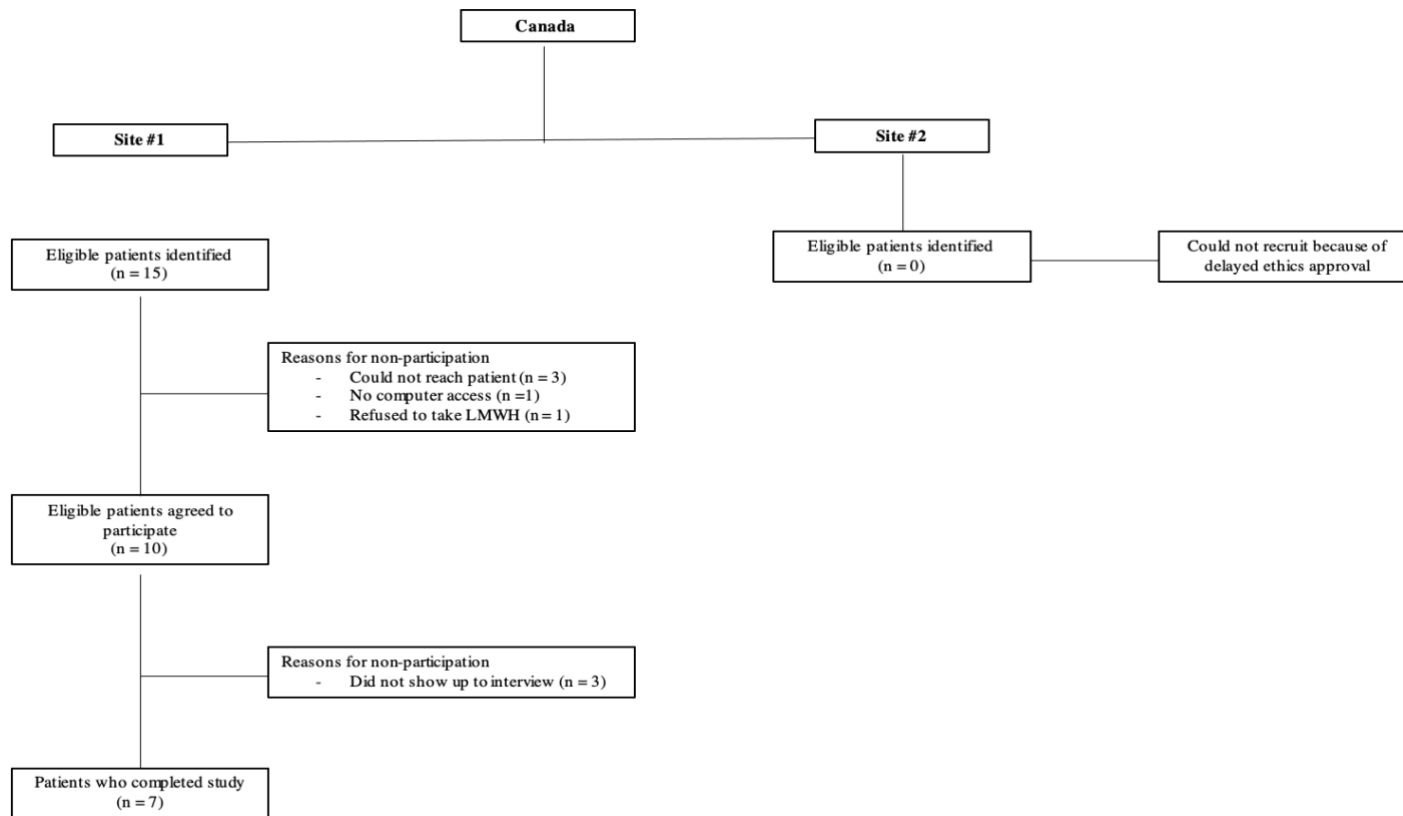 Canada
Site #1
Site #2
Eligible patients identified
(n = 15)
Eligible patients identified
(n = 0)
Could not recruit because of
delayed ethics approval
Reasons for non-participation
- Could not reach patient (n = 3)
- No computer access (n =1)
- Refused to take LMWH (n = 1)
Eligible patients agreed to
participate
(n = 10)
Reasons for non-participation
- Did not show up to interview (n = 3)
Patients who completed study
(n = 7)